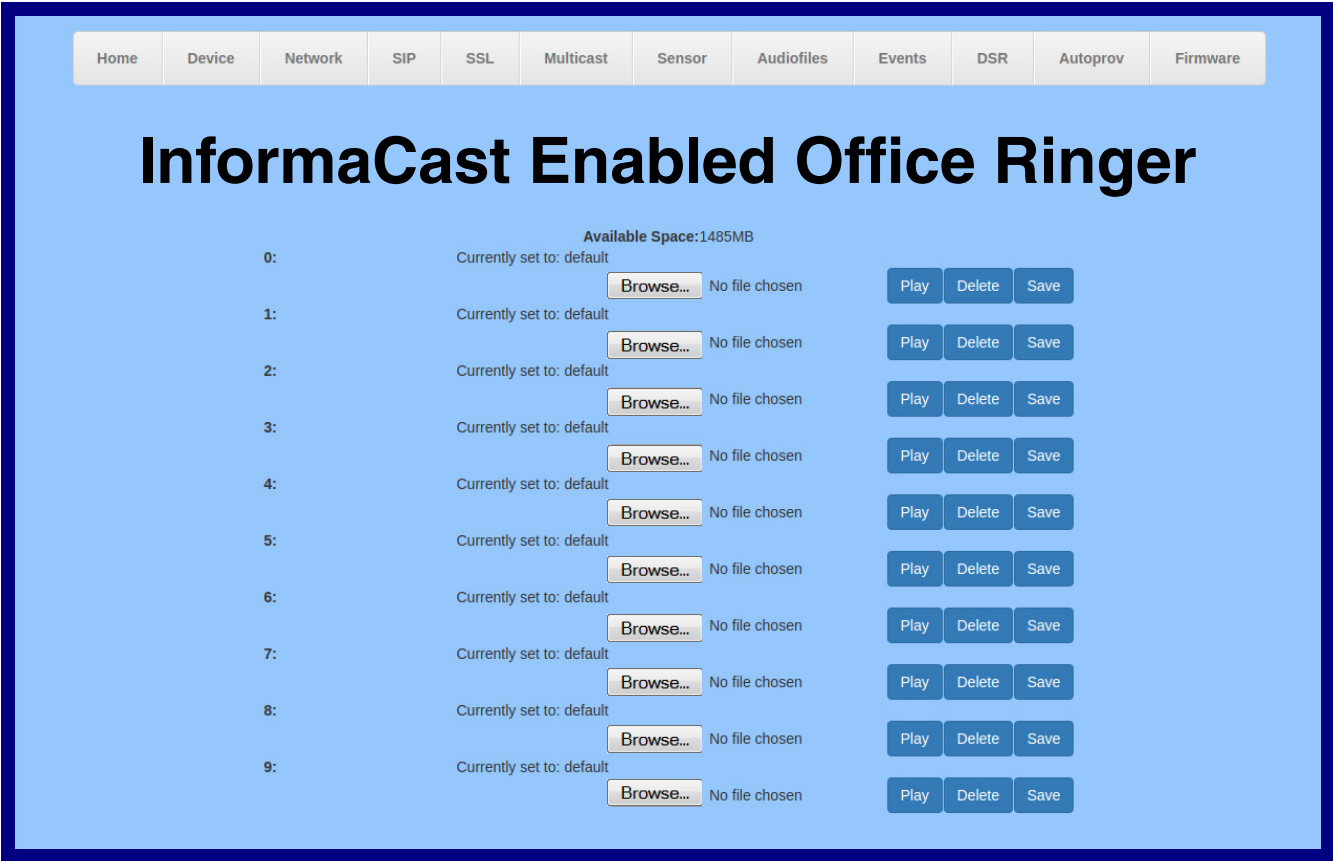 Home Device Network SIP SSL Multicast Sensor Audiofiles Events DSR Autoprov Firmware
InformaCast Enabled Office Ringer
Available Space:1485MB
0: Currently set to: default
Browse... No file chosen Play Delete Save
1: Currently set to: default
Browse... No file chosen Play Delete Save
2: Currently set to: default
Browse... No file chosen Play Delete Save
3: Currently set to: default
Browse... No file chosen Play Delete Save
4: Currently set to: default
Browse... No file chosen Play Delete Save
5: Currently set to: default
Browse... No file chosen Play Delete Save
6: Currently set to: default
Browse... No file chosen Play Delete Save
7: Currently set to: default
Browse... No file chosen Play Delete Save
8: Currently set to: default
Browse... No file chosen Play Delete Save
9: Currently set to: default
Browse... No file chosen Play Delete Save